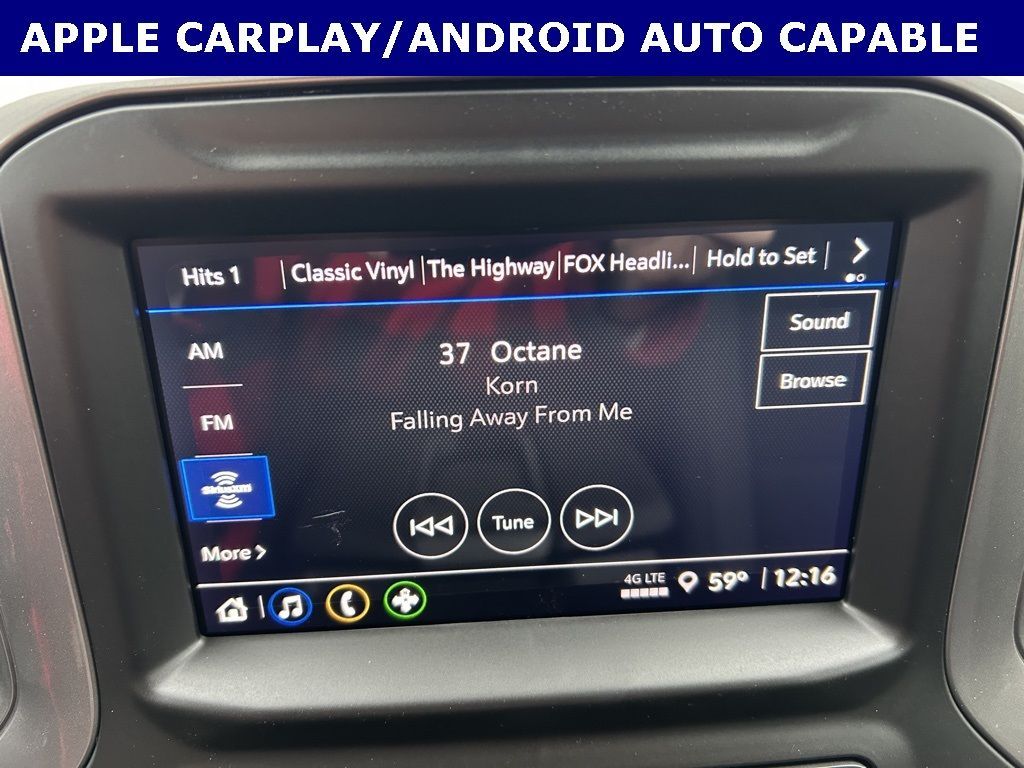 APPLE CARPLAY/ANDROID AUTO CAPABLE
Hits 1 Classic Vinyl The Highway FOX Headli... Hold to Set
Sound
AM
37 Octane
Browse
Korn
FM
Falling Away From Me
SiriusXM
Tune
More
4G LTE 59° 12:16